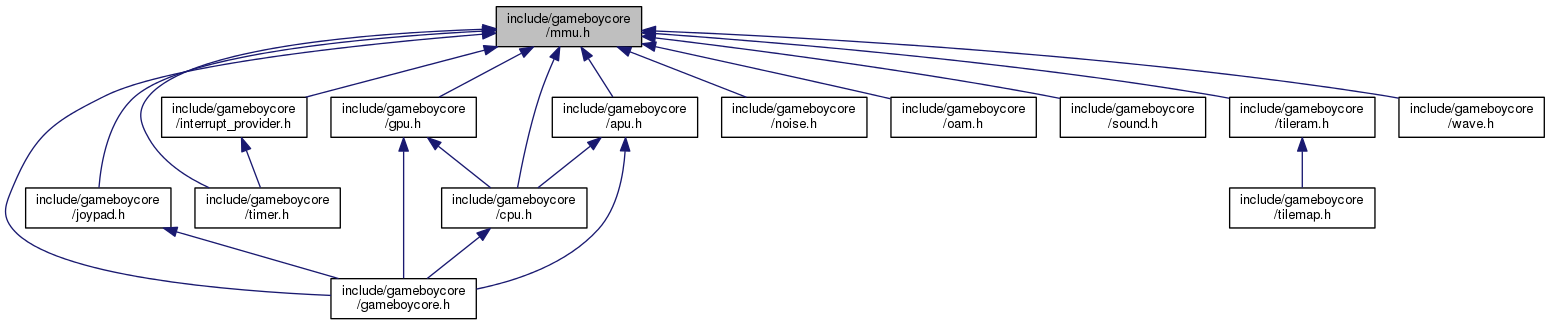 include/gameboycore
/mmu.h
include/gameboycore
/interrupt_provider.h
include/gameboycore
/gpu.h
include/gameboycore
/apu.h
include/gameboycore
/noise.h
include/gameboycore
/oam.h
include/gameboycore
/sound.h
include/gameboycore
/tileram.h
include/gameboycore
/wave.h
include/gameboycore
/joypad.h
include/gameboycore
/timer.h
include/gameboycore
/cpu.h
include/gameboycore
/tilemap.h
include/gameboycore
/gameboycore.h